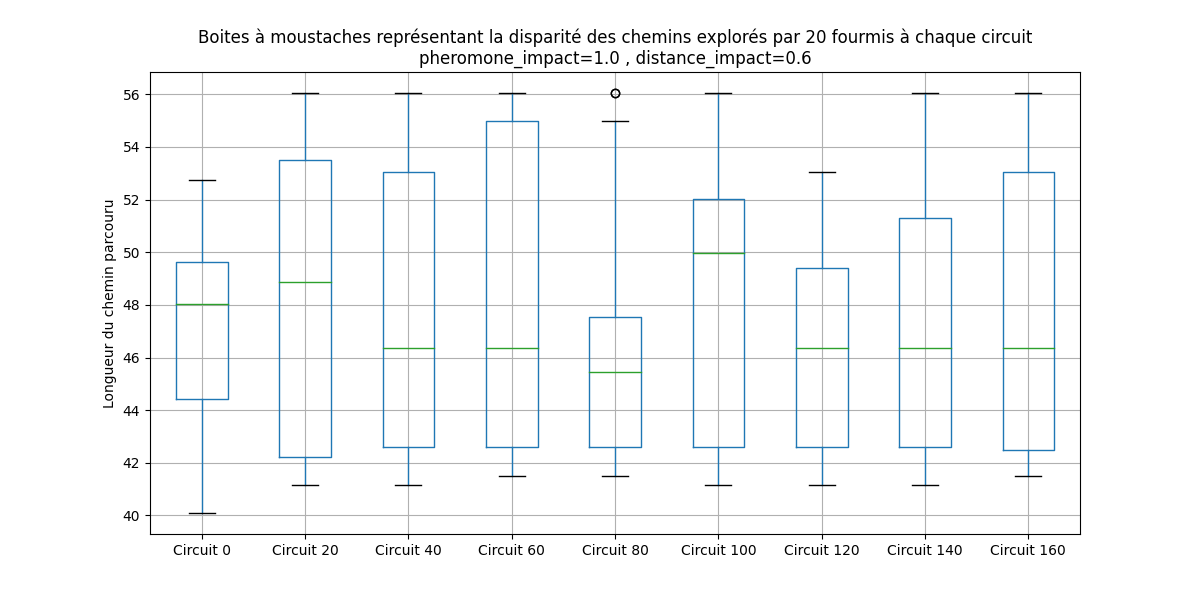 Boites à moustaches représentant la disparité des chemins explorés par 20 fourmis à chaque circuit
pheromone_impact=1.0 , distance_impact=0.6
Longueur du chemin parcouru
56
54
52
50
48
46
44
42
40
Circuit 0
Circuit 20
Circuit 40
Circuit 60
Circuit 80
Circuit 100
Circuit 120
Circuit 140
Circuit 160